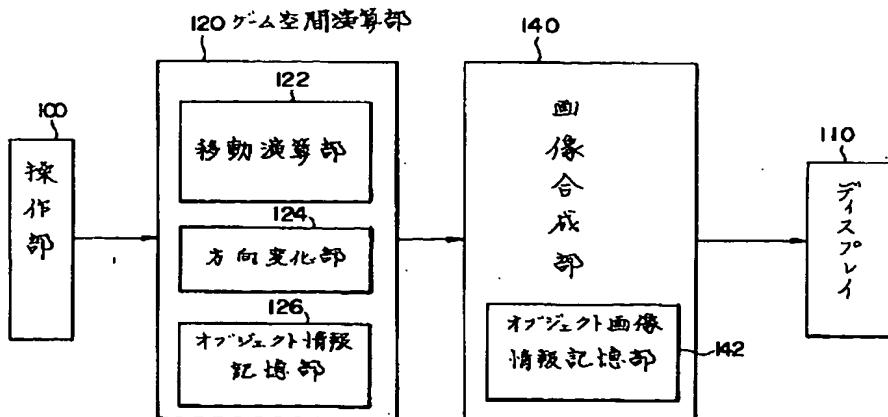 120 ゲーム空間演算部
140
122
移動演算部
100
操作部
110
ディスプレイ
画像合成部
124
方向変化部
126
オブジェクト情報
記憶部
オブジェクト画像
情報記憶部
142